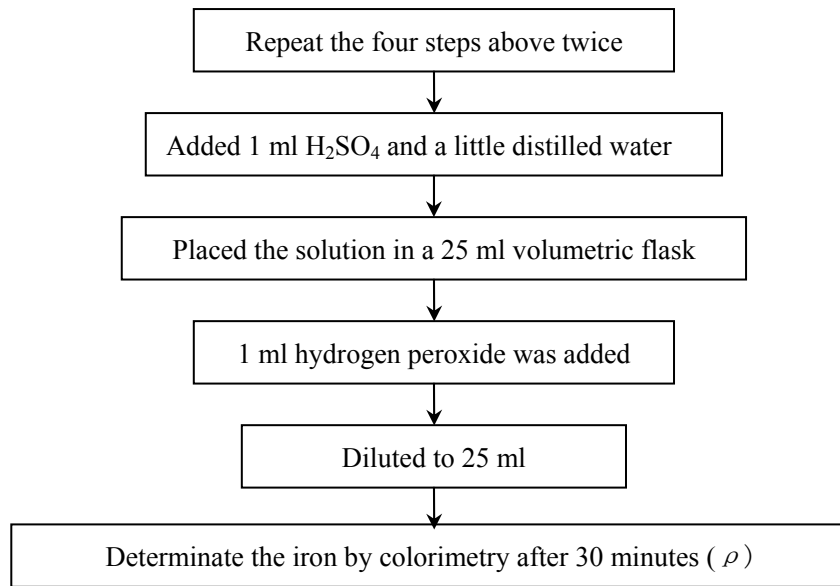 Repeat the four steps above twice
Added 1 ml H₂SO₄ and a little distilled water
Placed the solution in a 25 ml volumetric flask
1 ml hydrogen peroxide was added
Diluted to 25 ml
Determinate the iron by colorimetry after 30 minutes (ρ)